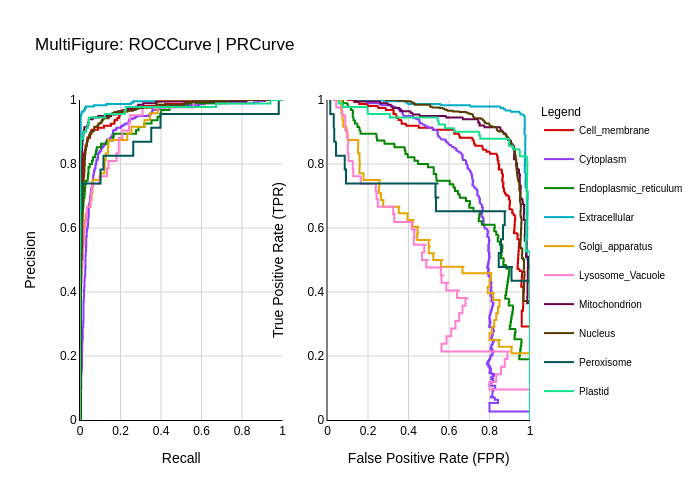 MultiFigure: ROCCurve | PRCurve
1
0.8
0.6
0.4
0.2
0
0 0.2 0.4 0.6 0.8 1
Precision
Recall
1
0.8
0.6
0.4
0.2
0
0 0.2 0.4 0.6 0.8 1
True Positive Rate (TPR)
False Positive Rate (FPR)
Legend
Cell_membrane
Cytoplasm
Endoplasmic_reticulum
Extracellular
Golgi_apparatus
Lysosome_Vacuole
Mitochondrion
Nucleus
Peroxisome
Plastid